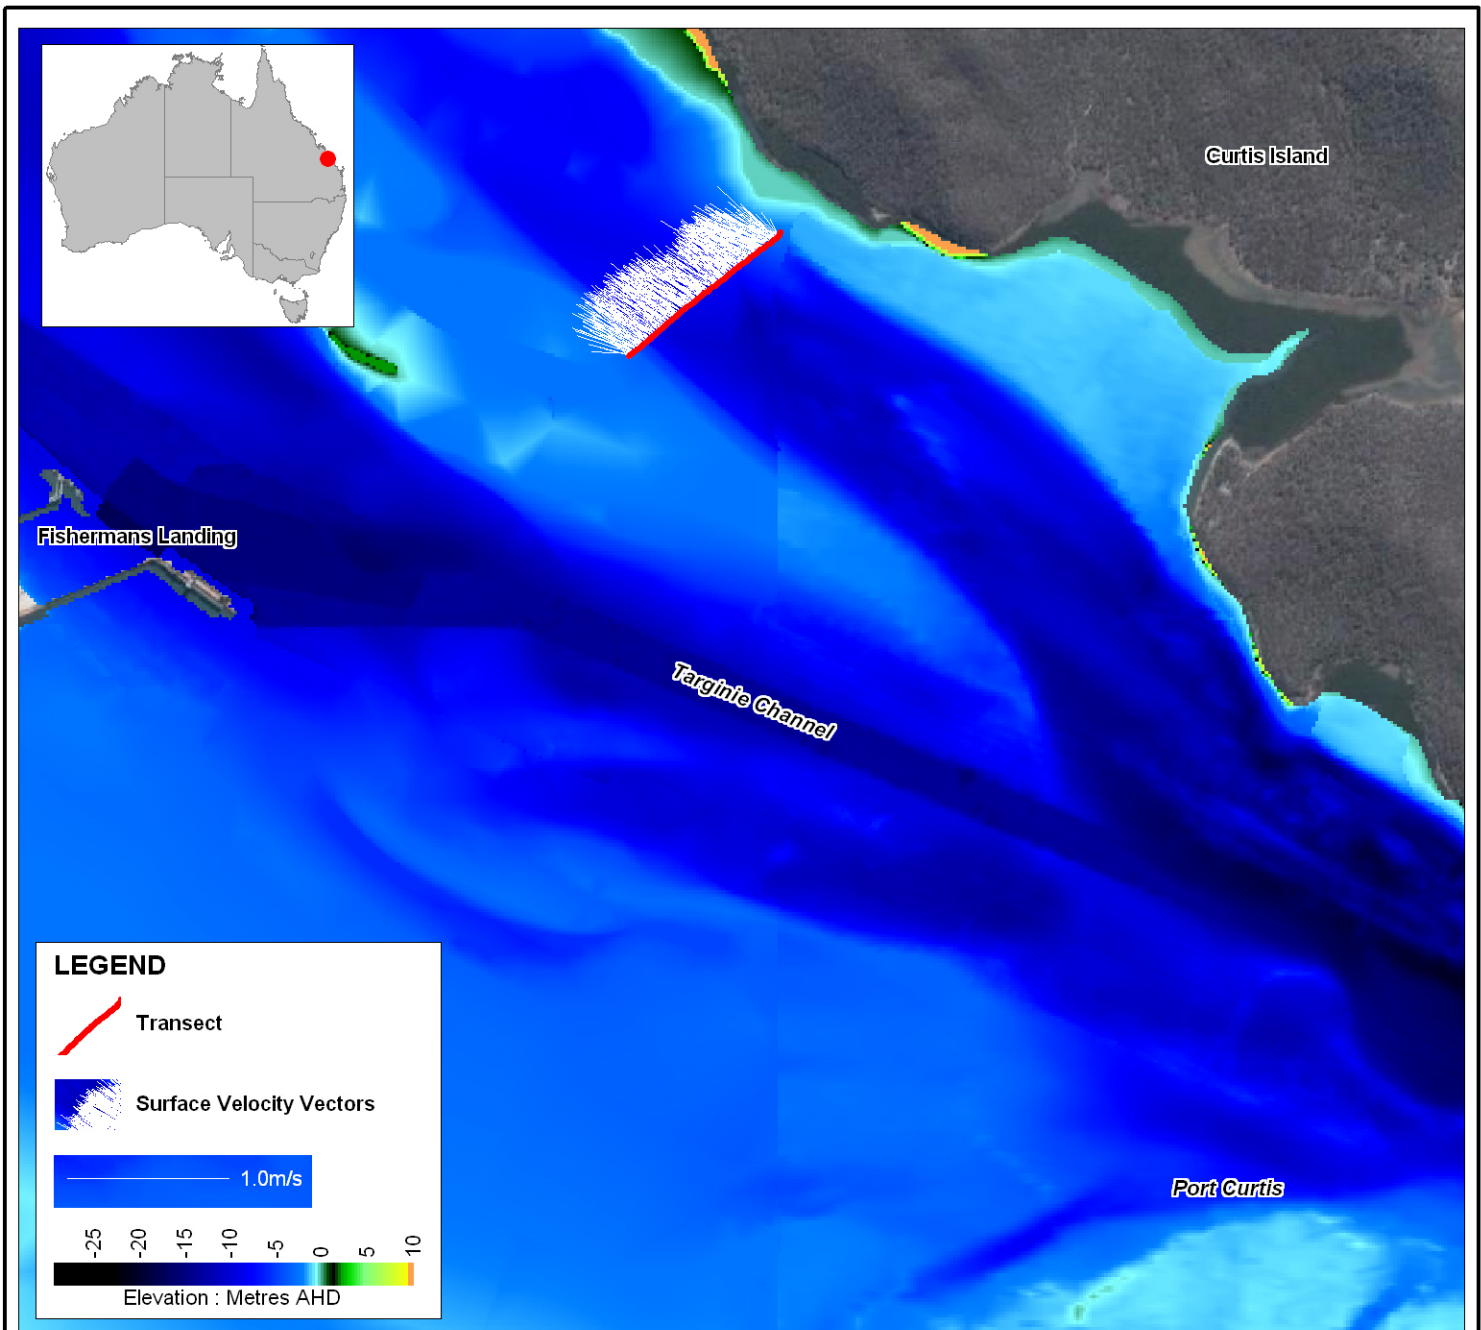 Curtis Island
Fishermans Landing
Targinie Channel
Port Curtis
LEGEND
Transect
Surface Velocity Vectors
1.0m/s
-25 -20 -15 -10 -5 0 5 10
Elevation : Metres AHD